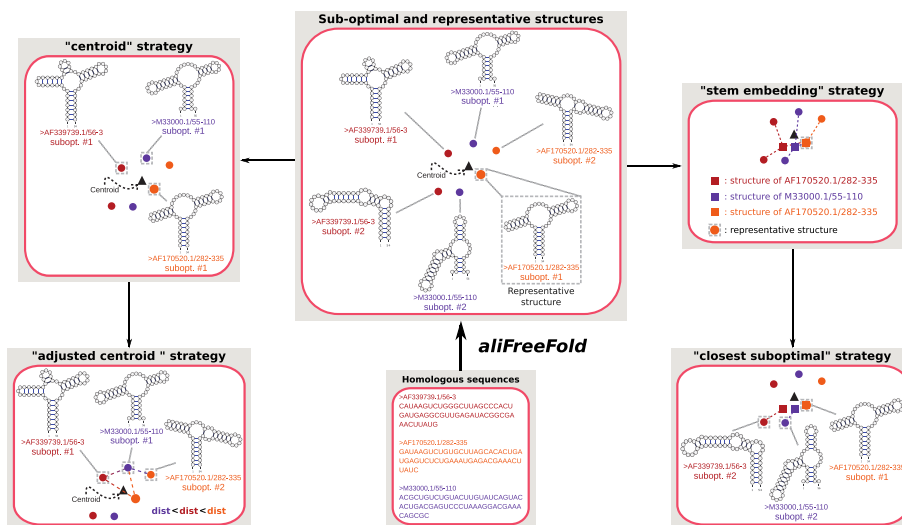 Sub-optimal and representative structures
>M33000.1/55-110
subopt. #1
>AF339739.1/56-3
subopt. #1
>AF170520.1/282-335
subopt. #2
Centroid
>AF339739.1/56-3
subopt. #2
>AF170520.1/282-335
subopt. #1
>M33000.1/55-110
subopt. #2
Representative
structure
"centroid" strategy
>M33000.1/55-110
subopt. #1
>AF339739.1/56-3
subopt. #1
Centroid
>AF170520.1/282-335
subopt. #1
"stem embedding" strategy
: structure of AF170520.1/282-335
: structure of M33000.1/55-110
: structure of AF170520.1/282-335
: representative structure
"adjusted centroid " strategy
>M33000.1/55-110
subopt. #1
>AF339739.1/56-3
subopt, #1
>AF170520.1/282-335
subopt. #2
Centroid
dist<dist<dist
aliFreeFold
Homologous sequences
>AF339739.1/56-3
CAUAAGUCUGGGCUUAGCCCACU
GAUGAGGCGUUGAGAUACGGCGA
AACUUAUG
>AF170520.1/282-335
GAUAAGUCUGUGCUUAGCACACUGA
UGAGUCUCUGAAAUGAGACGAAACU
UAUC
>M33000,1/55-110
ACGCUGUCUGUACUUGUAUCAGUAC
ACUGACGAGUCCCUAAAGGACGAAA
CAGCGC
"closest suboptimal" strategy
>AF339739.1/56-3
subopt. #2
>AF170520.1/282-335
subopt. #1
>M33000.1/55-110
subopt. #2